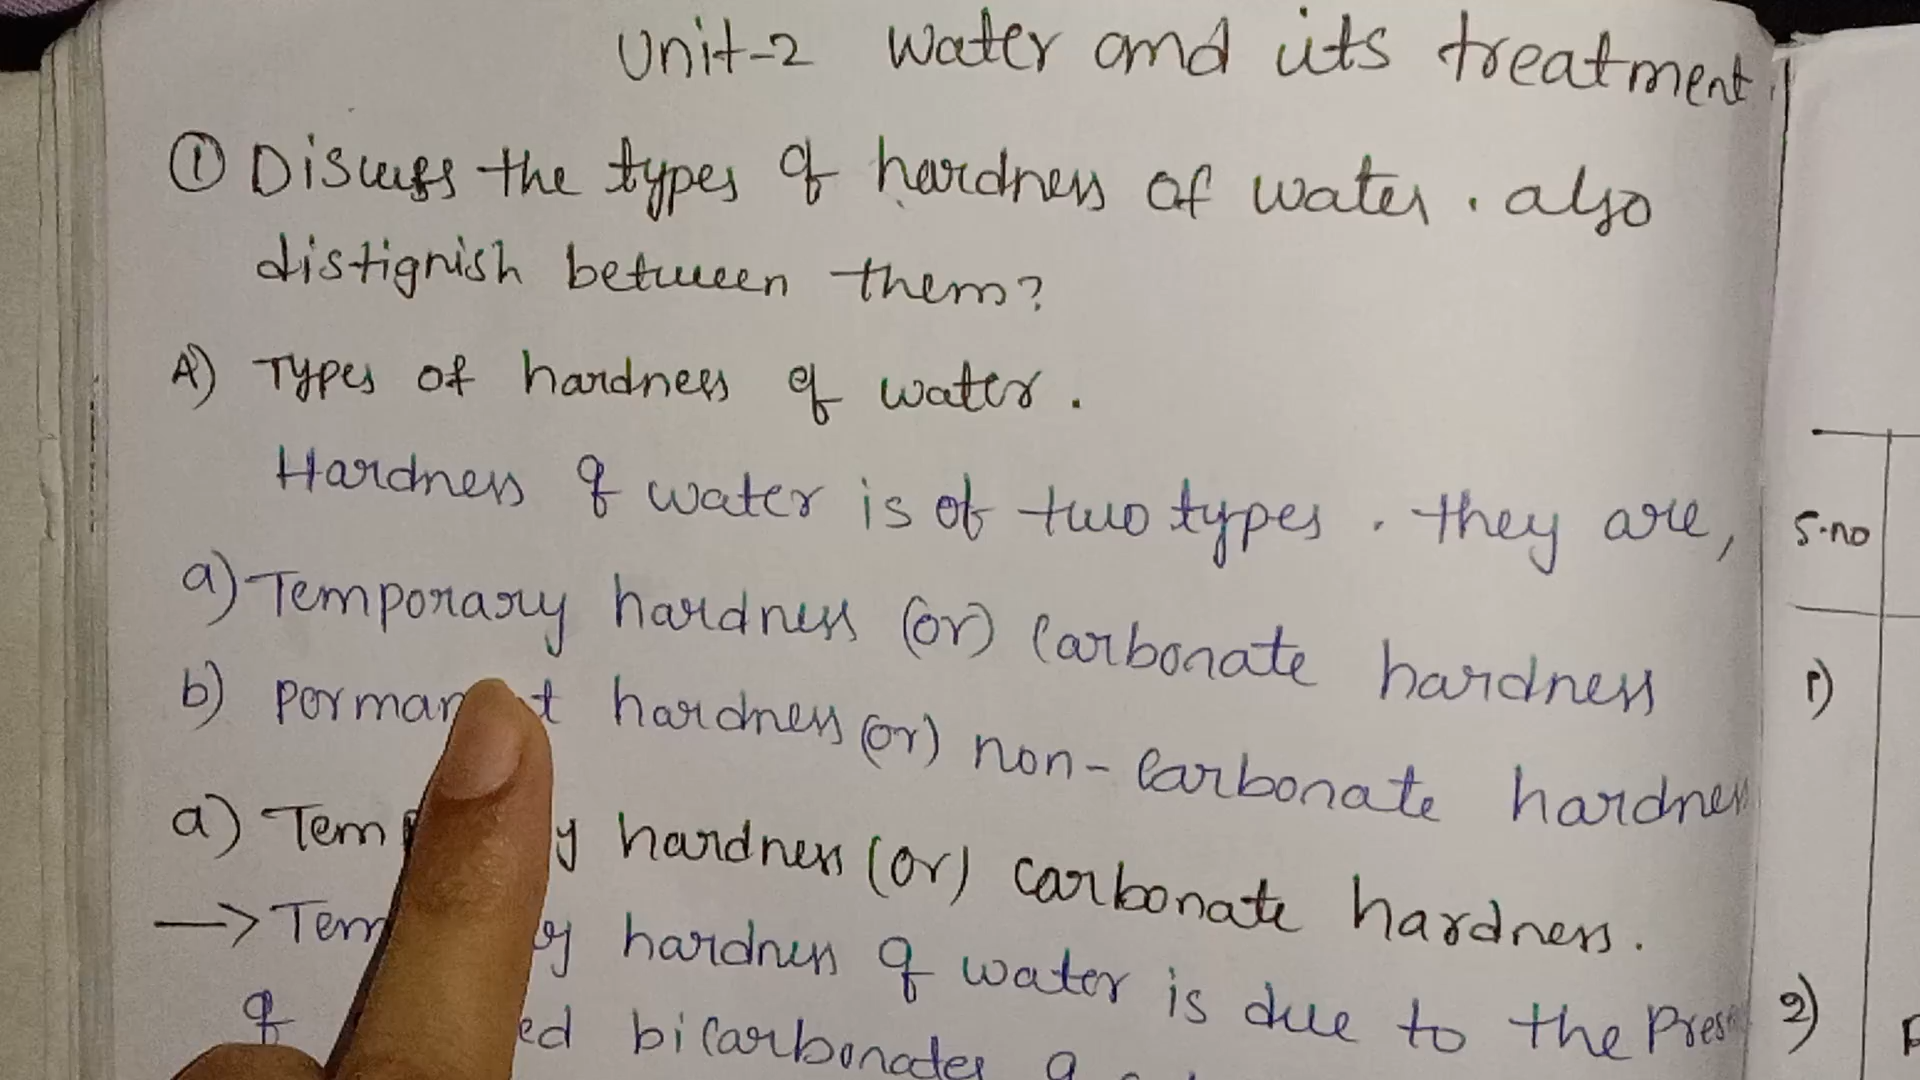 Unit-2 Water and its treatment
① Discuss the types of hardness of water. also
distignish between them?
A) Types of hardness of water.
Hardness of water is of two types. they are,
a) Temporary hardness (or) carbonate hardness
b) hardness (or) non-carbonate hardness
a) hardness (or) carbonate hardness.
→ hardness of water is due to the
of bicarbonates
S.no
1)
2)